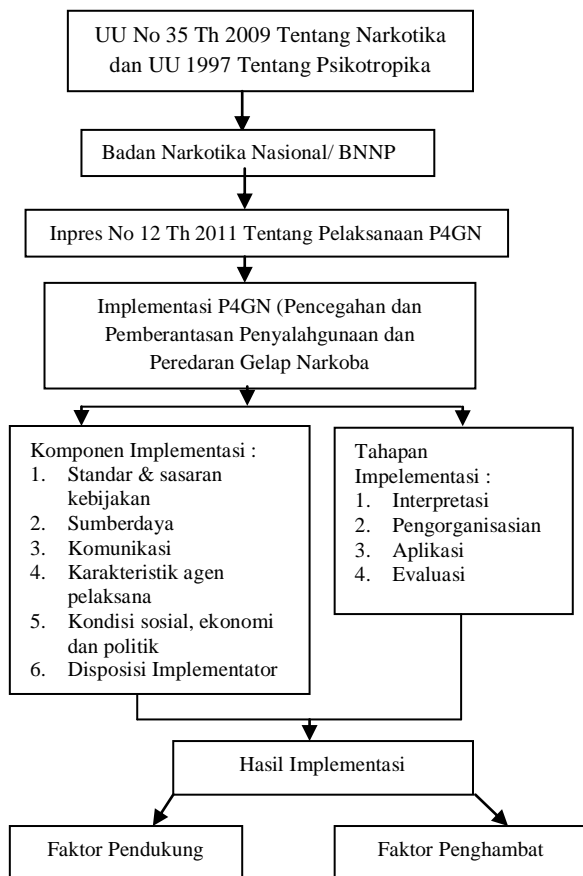 UU No 35 Th 2009 Tentang Narkotika
dan UU 1997 Tentang Psikotropika
Badan Narkotika Nasional/ BNNP
Inpres No 12 Th 2011 Tentang Pelaksanaan P4GN
Implementasi P4GN (Pencegahan dan
Pemberantasan Penyalahgunaan dan
Peredaran Gelap Narkoba
Komponen Implementasi :
1. Standar & sasaran
kebijakan
2. Sumberdaya
3. Komunikasi
4. Karakteristik agen
pelaksana
5. Kondisi sosial, ekonomi
dan politik
6. Disposisi Implementator
Tahapan
Impelementasi :
1. Interpretasi
2. Pengorganisasian
3. Aplikasi
4. Evaluasi
Hasil Implementasi
Faktor Pendukung
Faktor Penghambat